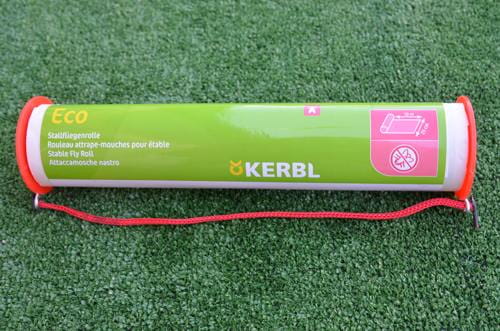 Eco
Stallfliegenrolle
Rouleau attrape-mouches pour étable
Stable Fly Roll
Attaccamosche nastro
KERBL